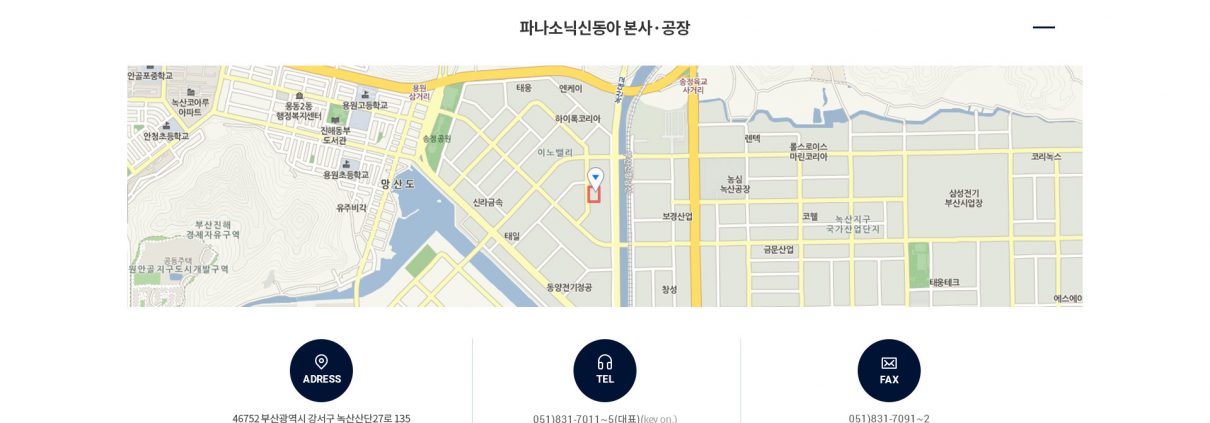 파나소닉신동아 본사·공장
안골포중학교
녹산코아루
아파트
안청초등학교
웅동2동
행정복지센터
용원고등학교
진해동부
도서관
용원초등학교
용원
삼거리
송정공원
망산도
유주비각
부산진해
경제자유구역
공동주택
원안골지구도시개발구역
태웅
엔케이
하이록코리아
이노밸리
신라금속
태일
동양전기정공
녹산대교
송정육교
사거리
렌텍
롤스로이스
마린코리아
코리녹스
농심
녹산공장
삼성전기
부산사업장
보경산업
코웰
녹산지구
국가산업단지
금문산업
창성
태웅테크
에스에이
ADRESS
TEL
FAX
46752 부산광역시 강서구 녹산산단27로 135
051)831-7011~5(대표)(key on.)
051)831-7091~2